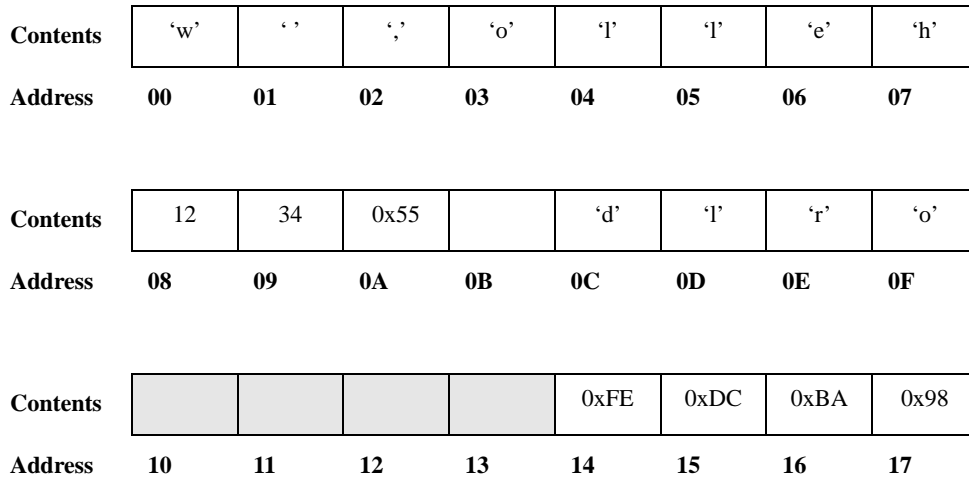 Contents ‘w’ ‘ ’ ‘,’ ‘o’ ‘l’ ‘l’ ‘e’ ‘h’
Address 00 01 02 03 04 05 06 07
Contents 12 34 0x55 ‘d’ ‘l’ ‘r’ ‘o’
Address 08 09 0A 0B 0C 0D 0E 0F
Contents 0xFE 0xDC 0xBA 0x98
Address 10 11 12 13 14 15 16 17